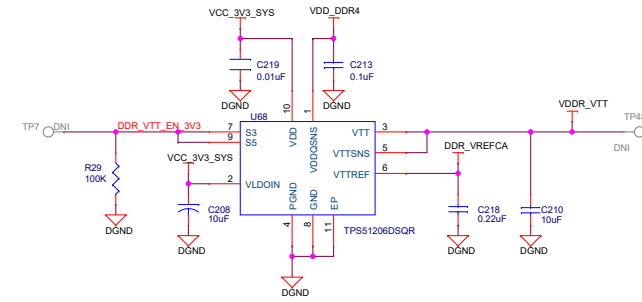 VCC_3V3_SYS
VDD_DDR4
C219
0.01uF
C213
0.1uF
DGND
DGND
VDDR_VTT
U68
10
1
TP7
DNI
DDR_VTT_EN_3V3
7
9
S3
S5
VDD
VDDQSNS
VTT
3
VTTSNS
5
VTTREF
6
DDR_VREFCA
DNI
R29
100K
VCC_3V3_SYS
2
VLDOIN
PGND
GND
EP
4
8
11
TPS51206DSQR
C208
10uF
C218
0.22uF
C210
10uF
DGND
DGND
DGND
DGND
DGND